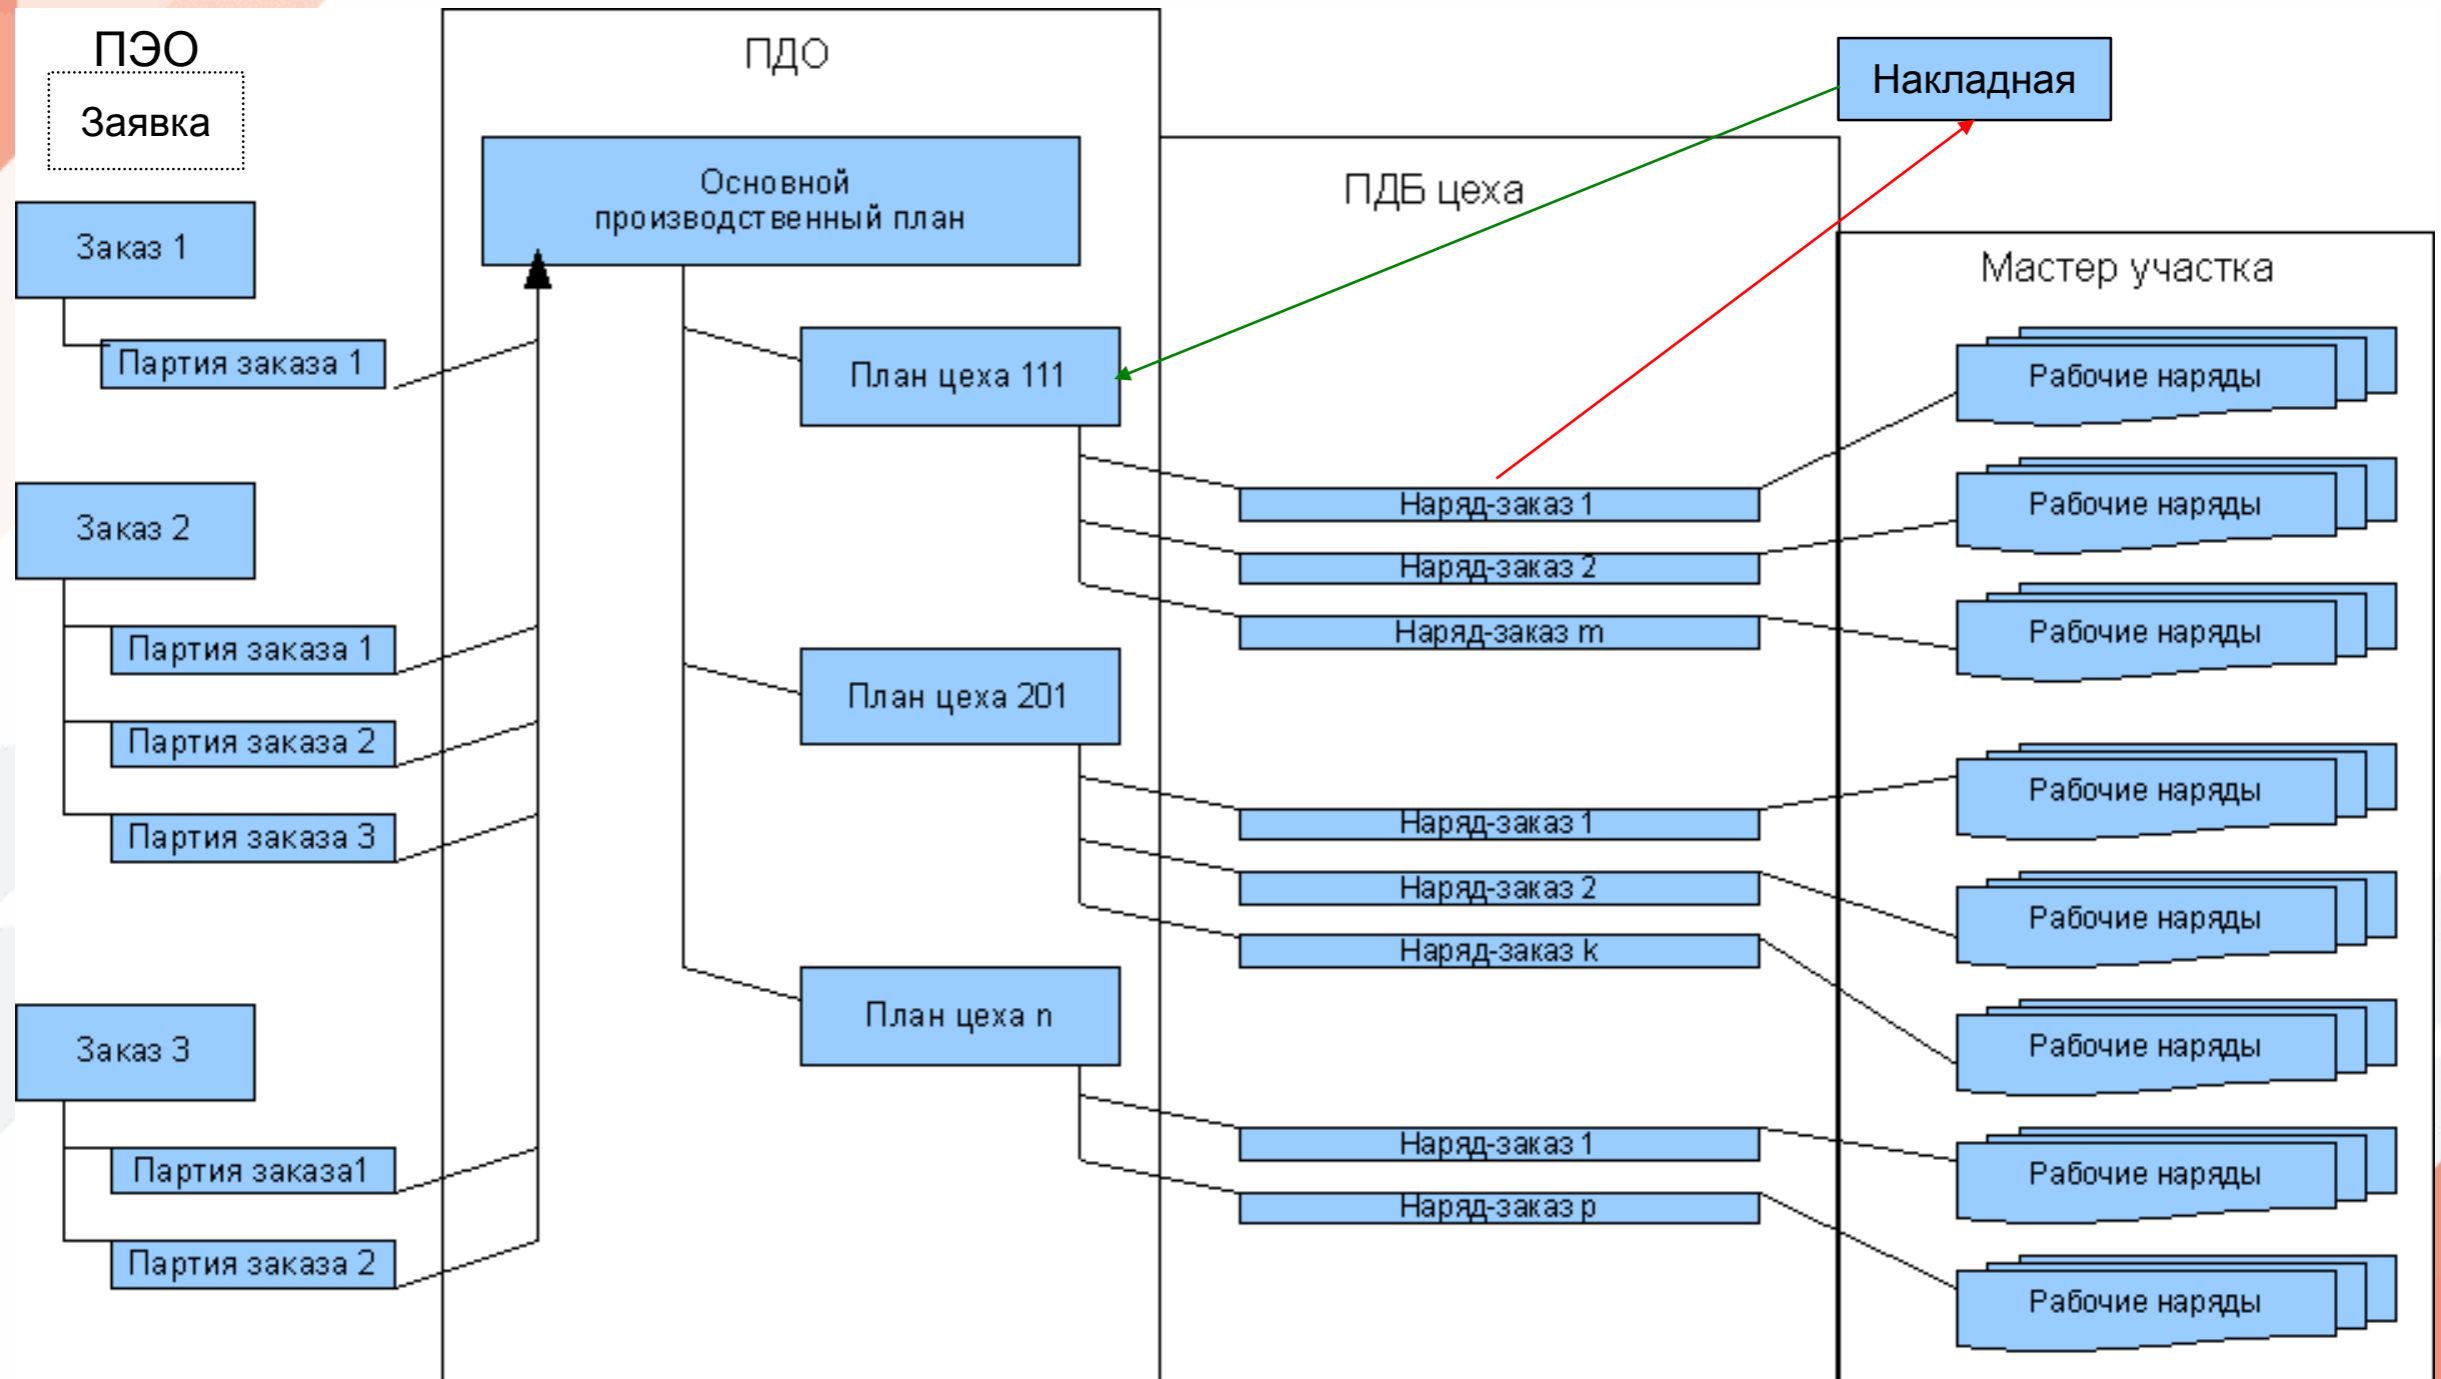 ПЭО
Заявка
Заказ 1
Партия заказа 1
Заказ 2
Партия заказа 1
Партия заказа 2
Партия заказа 3
Заказ 3
Партия заказа1
Партия заказа 2
ПДО
Основной
производственный план
План цеха 111
План цеха 201
План цеха n
ПДБ цеха
Наряд-заказ 1
Наряд-заказ 2
Наряд-заказ m
Наряд-заказ 1
Наряд-заказ 2
Наряд-заказ k
Наряд-заказ 1
Наряд-заказ p
Накладная
Мастер участка
Рабочие наряды
Рабочие наряды
Рабочие наряды
Рабочие наряды
Рабочие наряды
Рабочие наряды
Рабочие наряды
Рабочие наряды